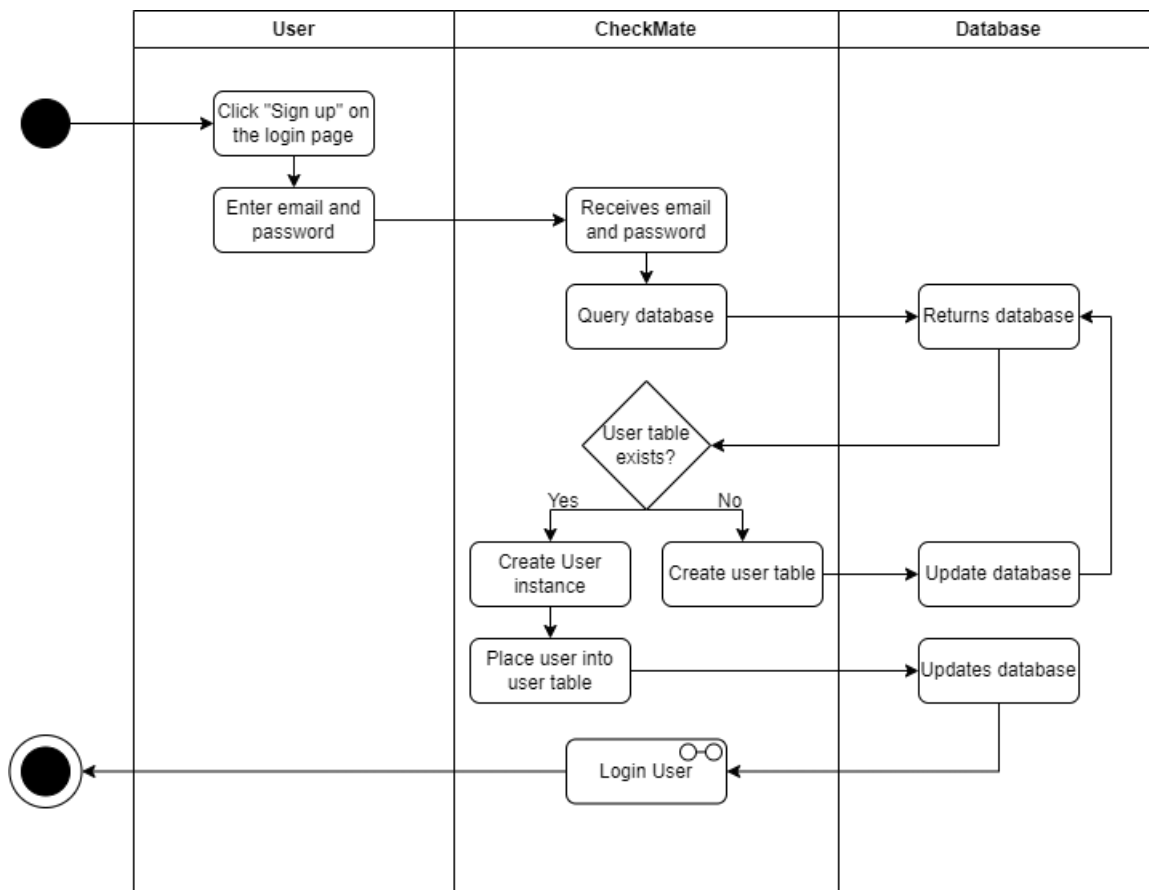 User
CheckMate
Database
Click "Sign up" on
the login page
Enter email and
password
Receives email
and password
Query database
Returns database
User table
exists?
Yes
No
Create User
instance
Create user table
Update database
Place user into
user table
Updates database
Login User